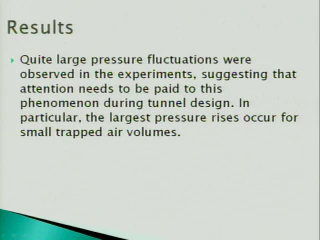 Results
Quite large pressure fluctuations were
observed in the experiments, suggesting that
attention needs to be paid to this
phenomenon during tunnel design. In
particular, the largest pressure rises occur for
small trapped air volumes.